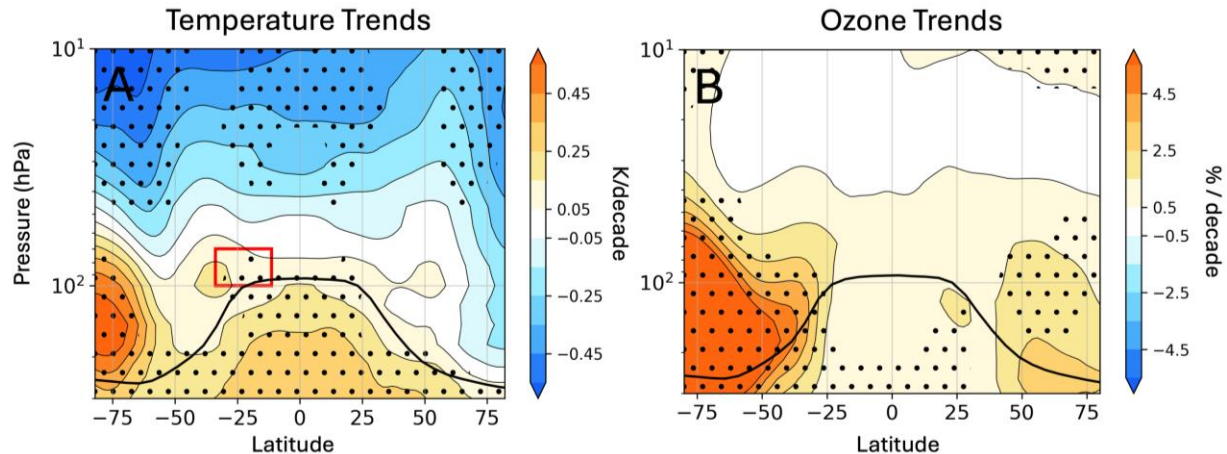 Temperature Trends
Ozone Trends
A
B
10¹
10²
Pressure (hPa)
−75 −50 −25 0 25 50 75
Latitude
0.45
0.25
0.05
−0.05
−0.25
−0.45
K/decade
10¹
10²
−75 −50 −25 0 25 50 75
Latitude
4.5
2.5
0.5
−0.5
−2.5
−4.5
% / decade